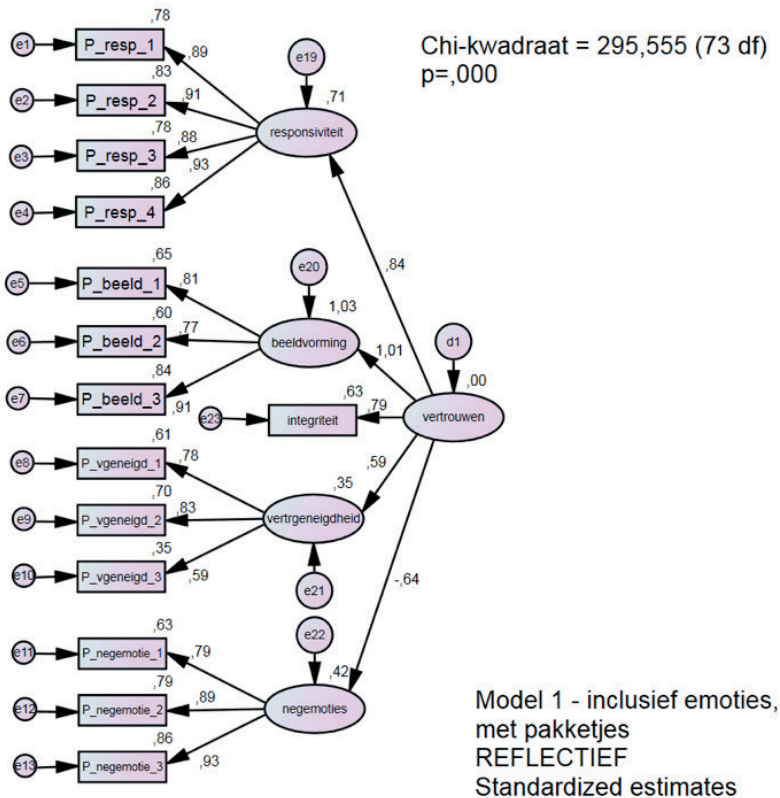 Chi-kwadraat = 295,555 (73 df)
p=,000
,78
e1
P_resp_1
,89
,83
e2
P_resp_2
,91
,78
e3
P_resp_3
,88
,86
e4
P_resp_4
,93
e19
,71
responsiviteit
,84
,65
e5
P_beeld_1
,81
,60
e6
P_beeld_2
,77
,84
e7
P_beeld_3
,91
e20
1,03
beeldvorming
1,01
d1
,00
vertrouwen
,63
e23
integriteit
,79
,61
e8
P_vgeneigd_1
,78
,70
e9
P_vgeneigd_2
,83
,35
e10
P_vgeneigd_3
,59
,35
vertrgeneigdheid
,59
e21
e22
-,64
,63
e11
P_negemotie_1
,79
,79
e12
P_negemotie_2
,89
,86
e13
P_negemotie_3
,93
,42
negemoties
Model 1 - inclusief emoties,
met pakketjes
REFLECTIEF
Standardized estimates